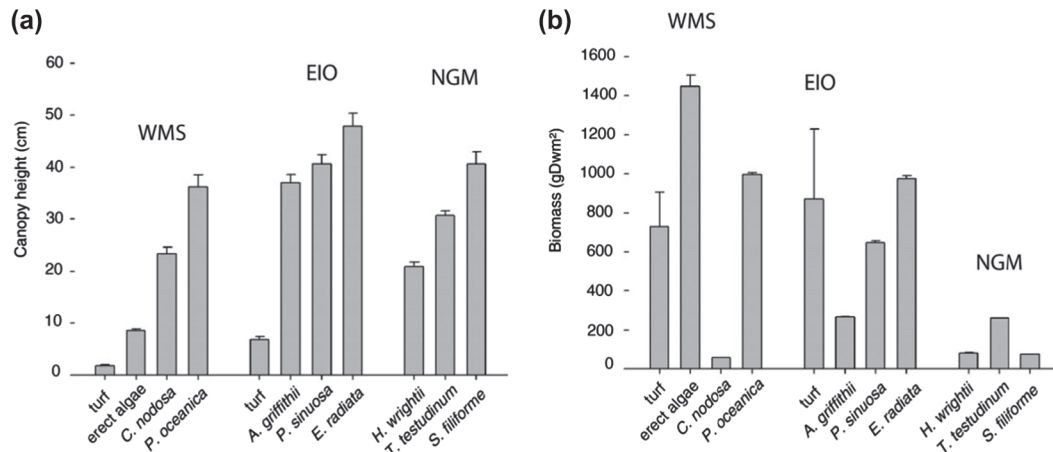 (a)
Canopy height (cm)
60
50
40
30
20
10
0
WMS
EIO
NGM
turf
erect algae
C. nodosa
P. oceanica
turf
A. griffithii
P. sinuosa
E. radiata
H. wrightii
T. testudinum
S. filiforme
(b)
Biomass (gDwm²)
1600
1400
1200
1000
800
600
400
200
0
WMS
EIO
NGM
turf
erect algae
C. nodosa
P. oceanica
turf
A. griffithii
P. sinuosa
E. radiata
H. wrightii
T. testudinum
S. filiforme